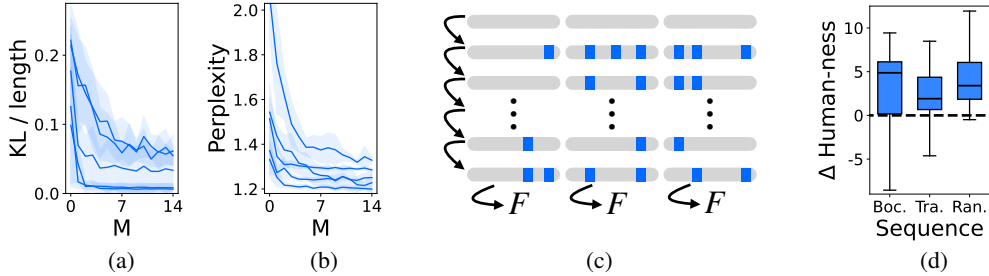 KL / length
0.2
0.1
0.0
0
7
14
M
(a)
Perplexity
2.0
1.8
1.6
1.4
1.2
0
7
14
M
(b)
F
F
F
(c)
Δ Human-ness
10
5
0
-5
Boc.
Tra.
Ran.
Sequence
(d)